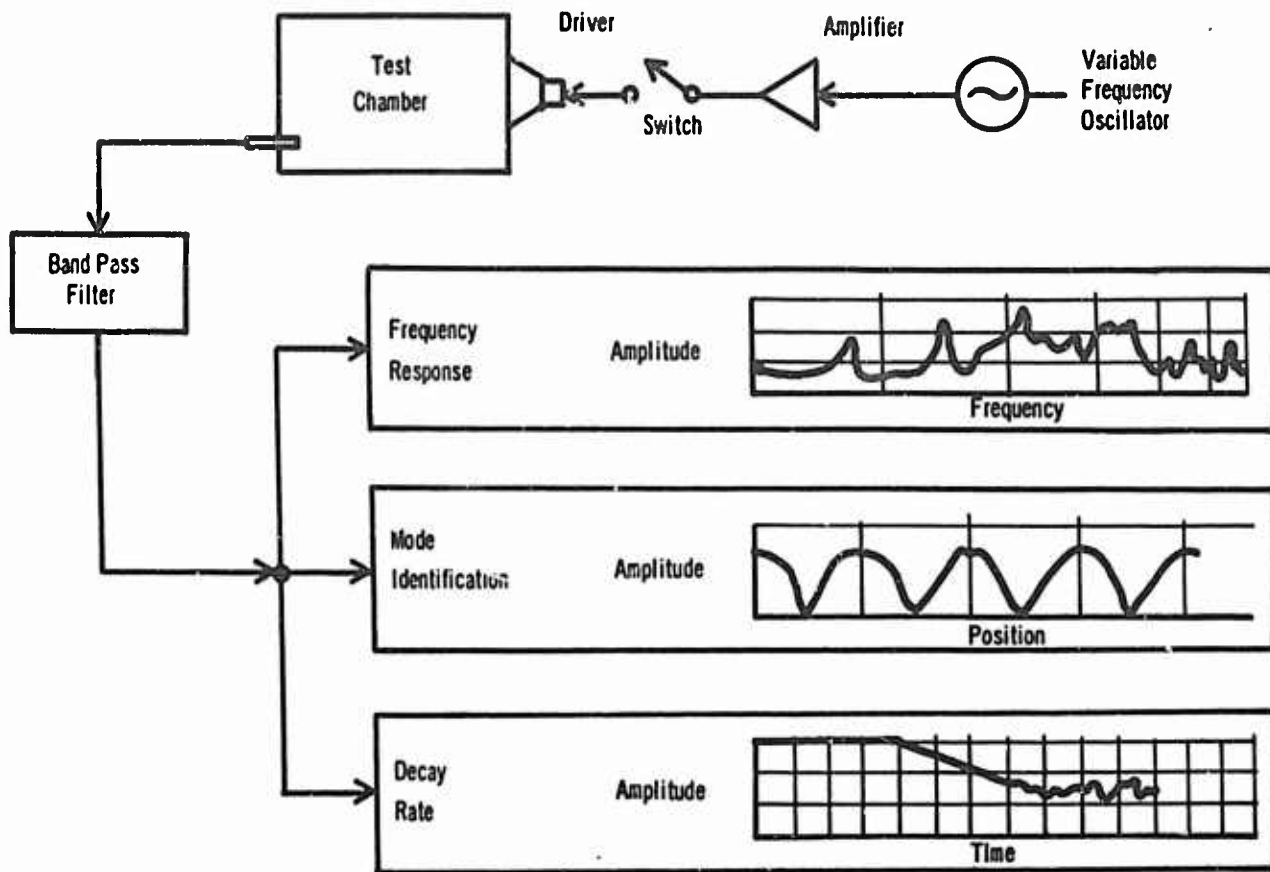 Driver
Amplifier
Test
Chamber
Switch
Variable
Frequency
Oscillator
Band Pass
Filter
Frequency
Response
Amplitude
Frequency
Mode
Identification
Amplitude
Position
Decay
Rate
Amplitude
Time